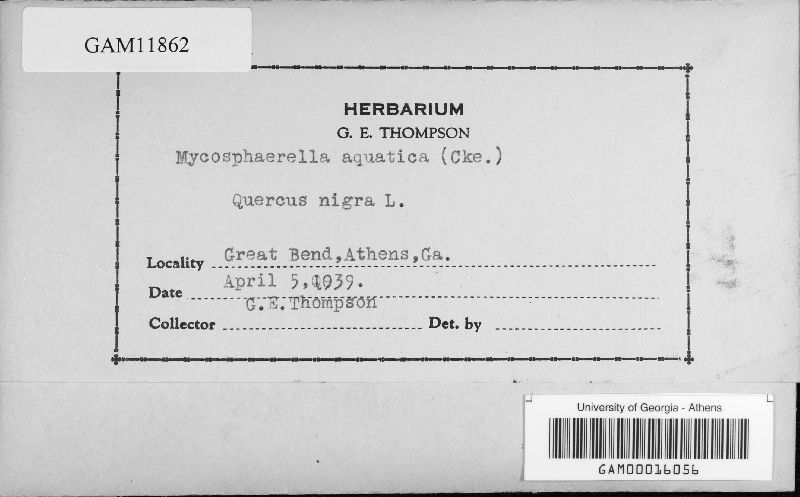 GAM11862
HERBARIUM
G. E. THOMPSON
Mycosphaerella aquatica (Cke.)
Quercus nigra L.
Locality Great Bend,Athens,Ga.
Date April 5,1939.
Collector G.E.Thompson Det. by
University of Georgia - Athens
GAM00016056